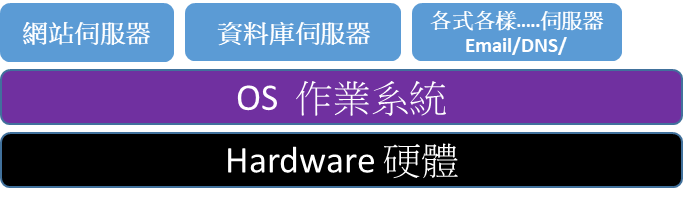 網站伺服器
資料庫伺服器
各式各樣.....伺服器
Email/DNS/
OS 作業系統
Hardware 硬體